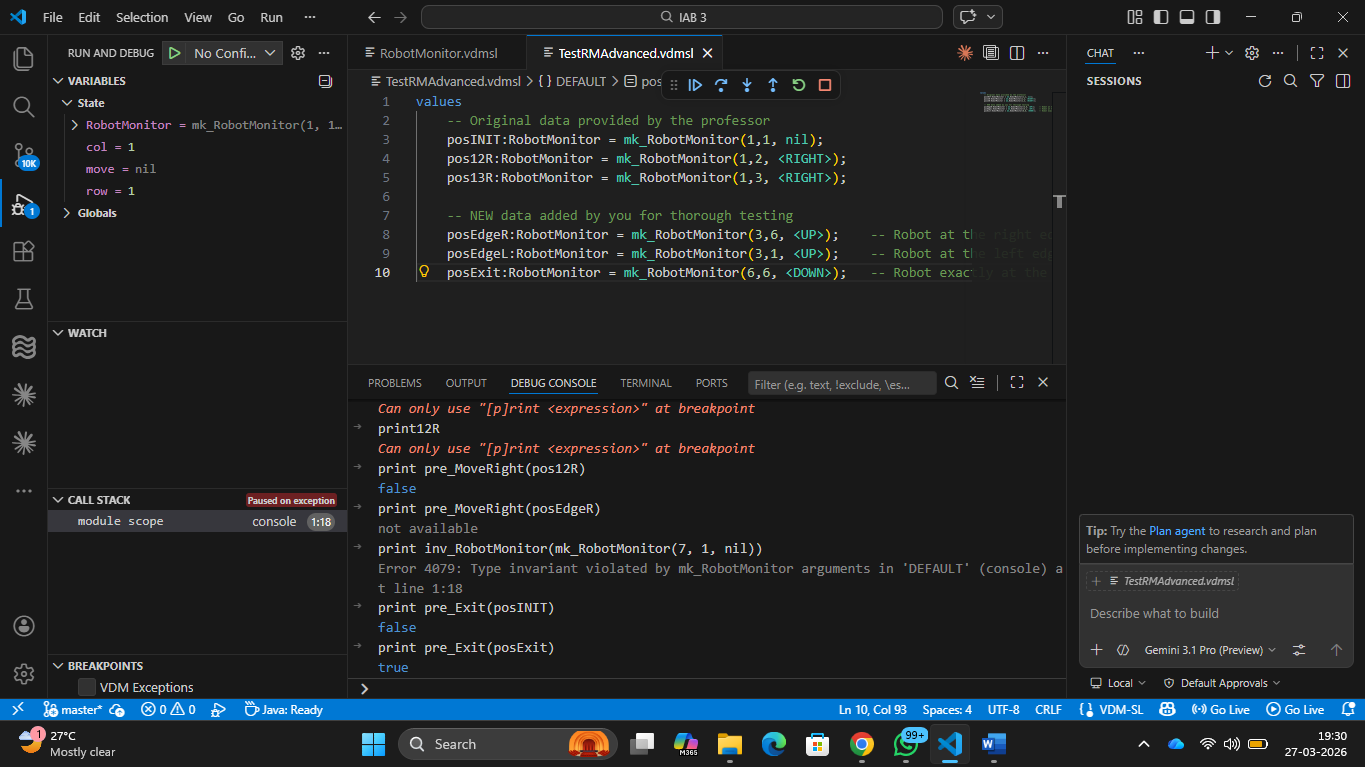 File Edit Selection View Go Run ···
IAB 3
RUN AND DEBUG No Confi...
VARIABLES
State
RobotMonitor = mk_RobotMonitor(1, 1...
col = 1
move = nil
row = 1
Globals
WATCH
CALL STACK Paused on exception
module scope console 1:18
BREAKPOINTS
VDM Exceptions
10K
1
RobotMonitor.vdmsl TestRMAdvanced.vdmsl
TestRMAdvanced.vdmsl > { } DEFAULT > pos
1 values
2 -- Original data provided by the professor
3 posINIT:RobotMonitor = mk_RobotMonitor(1,1, nil);
4 pos12R:RobotMonitor = mk_RobotMonitor(1,2, <RIGHT>);
5 pos13R:RobotMonitor = mk_RobotMonitor(1,3, <RIGHT>);
6
7 -- NEW data added by you for thorough testing
8 posEdgeR:RobotMonitor = mk_RobotMonitor(3,6, <UP>); -- Robot at the right ed
9 posEdgeL:RobotMonitor = mk_RobotMonitor(3,1, <UP>); -- Robot at the left edg
10 posExit:RobotMonitor = mk_RobotMonitor(6,6, <DOWN>); -- Robot exactly at the
PROBLEMS OUTPUT DEBUG CONSOLE TERMINAL PORTS Filter (e.g. text, !exclude, \es...
Can only use "[p]rint <expression>" at breakpoint
print12R
Can only use "[p]rint <expression>" at breakpoint
print pre_MoveRight(pos12R)
false
print pre_MoveRight(posEdgeR)
not available
print inv_RobotMonitor(mk_RobotMonitor(7, 1, nil))
Error 4079: Type invariant violated by mk_RobotMonitor arguments in 'DEFAULT' (console) a
t line 1:18
print pre_Exit(posINIT)
false
print pre_Exit(posExit)
true
CHAT
SESSIONS
Tip: Try the Plan agent to research and plan
before implementing changes.
TestRMAdvanced.vdmsl
Describe what to build
Gemini 3.1 Pro (Preview)
Local Default Approvals
master* 0 0 Java: Ready Ln 10, Col 93 Spaces: 4 UTF-8 CRLF { } VDM-SL Go Live Go Live
1 27°C
Mostly clear
Search
M365
99+
19:30
27-03-2026